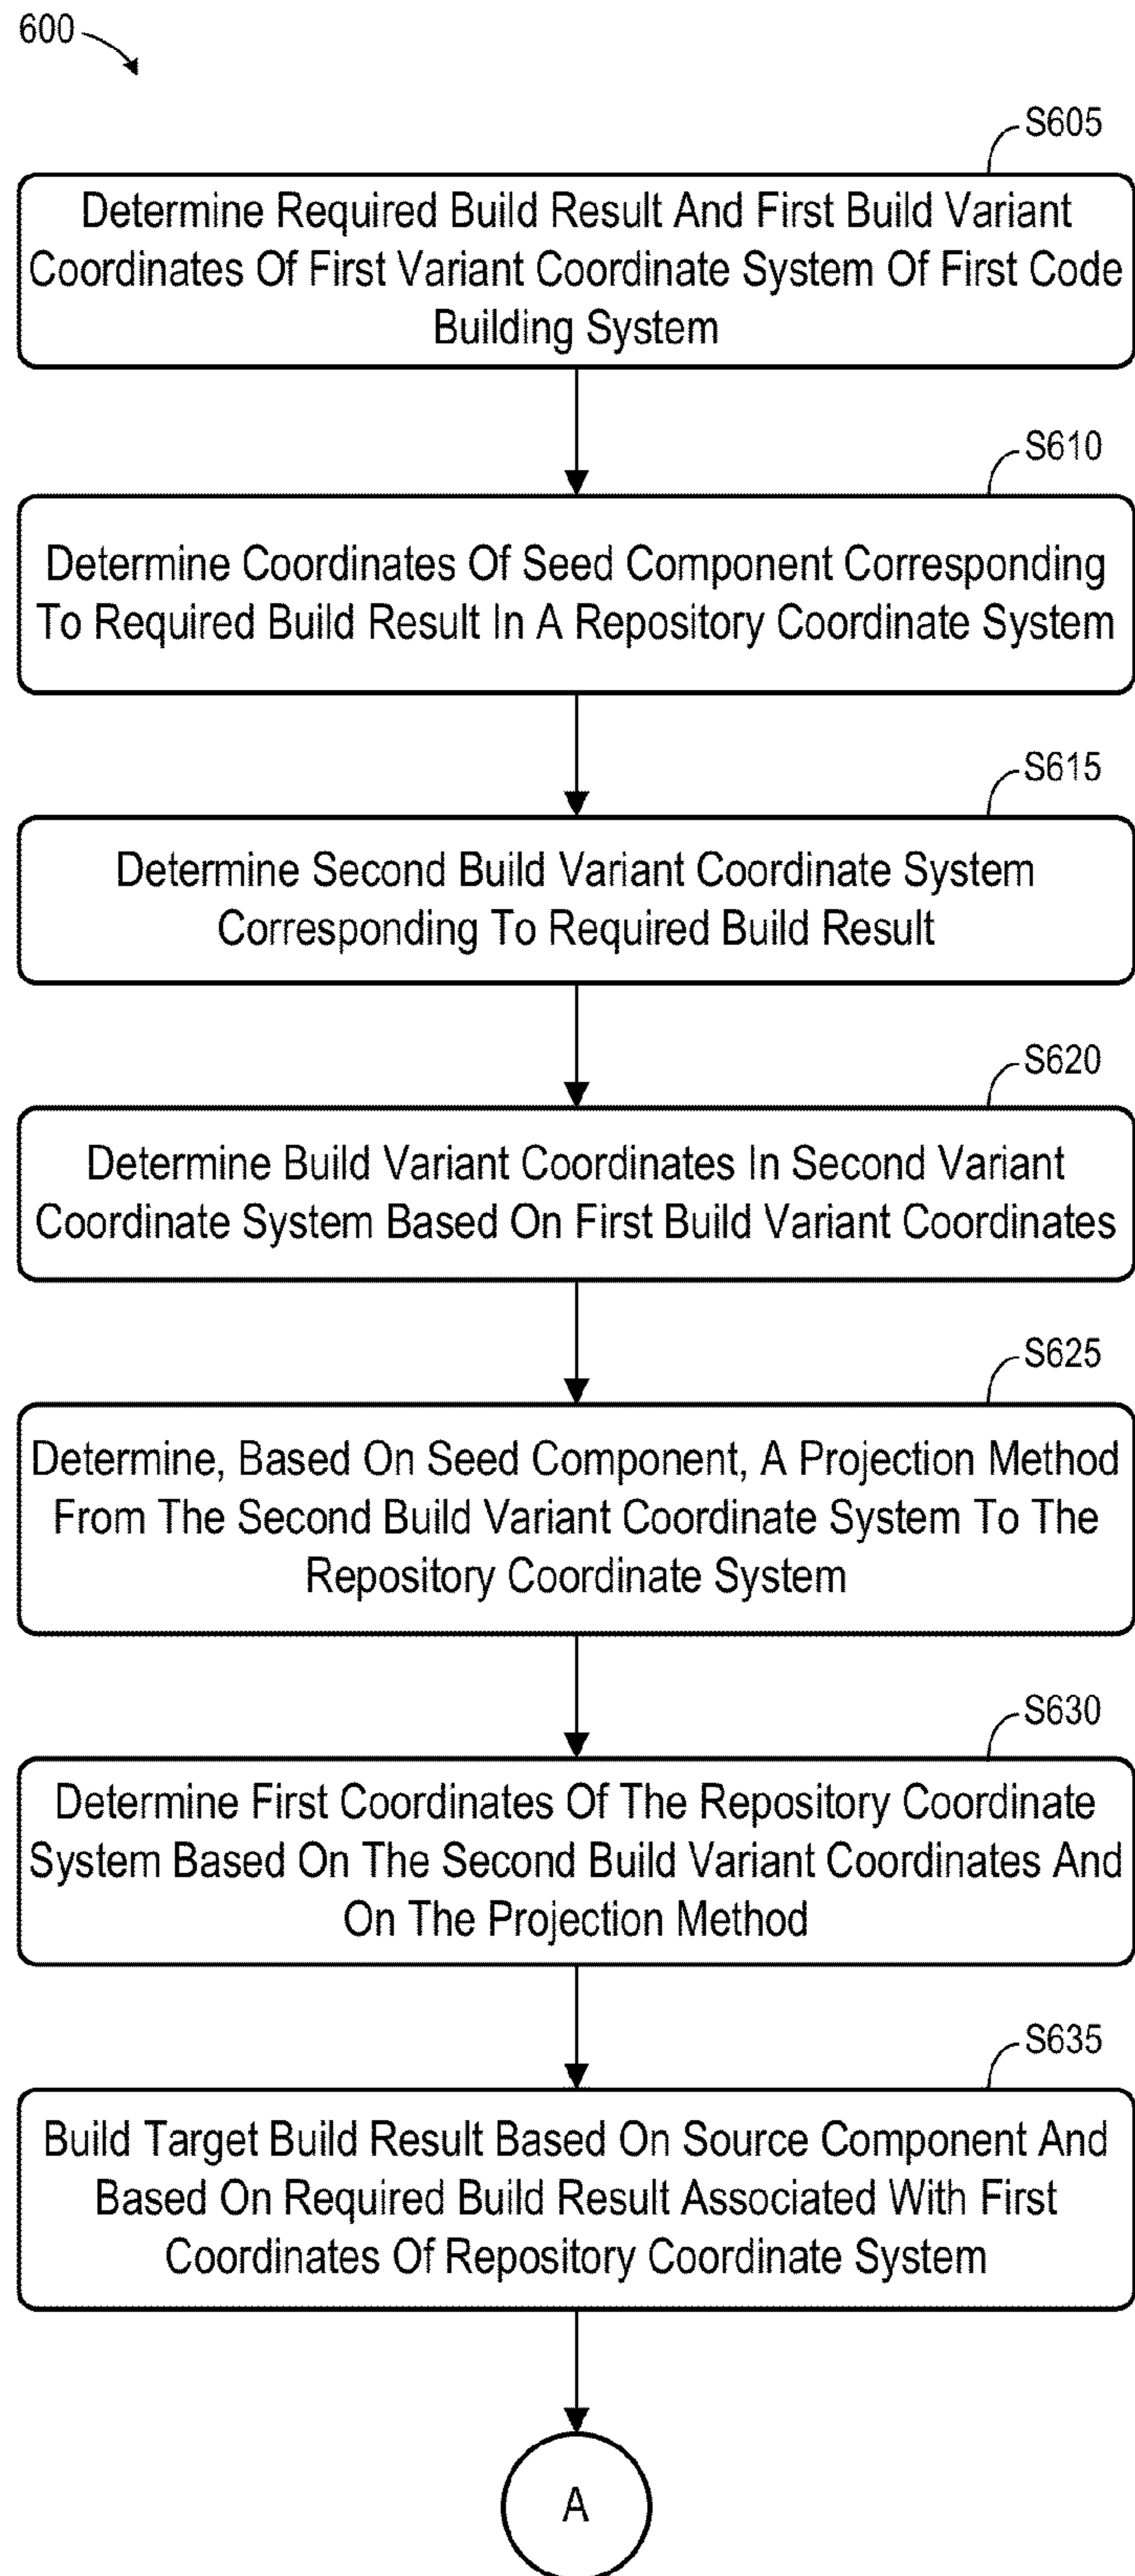 600
S605
Determine Required Build Result And First Build Variant
Coordinates Of First Variant Coordinate System Of First Code
Building System
S610
Determine Coordinates Of Seed Component Corresponding
To Required Build Result In A Repository Coordinate System
S615
Determine Second Build Variant Coordinate System
Corresponding To Required Build Result
S620
Determine Build Variant Coordinates In Second Variant
Coordinate System Based On First Build Variant Coordinates
S625
Determine, Based On Seed Component, A Projection Method
From The Second Build Variant Coordinate System To The
Repository Coordinate System
S630
Determine First Coordinates Of The Repository Coordinate
System Based On The Second Build Variant Coordinates And
On The Projection Method
S635
Build Target Build Result Based On Source Component And
Based On Required Build Result Associated With First
Coordinates Of Repository Coordinate System
A